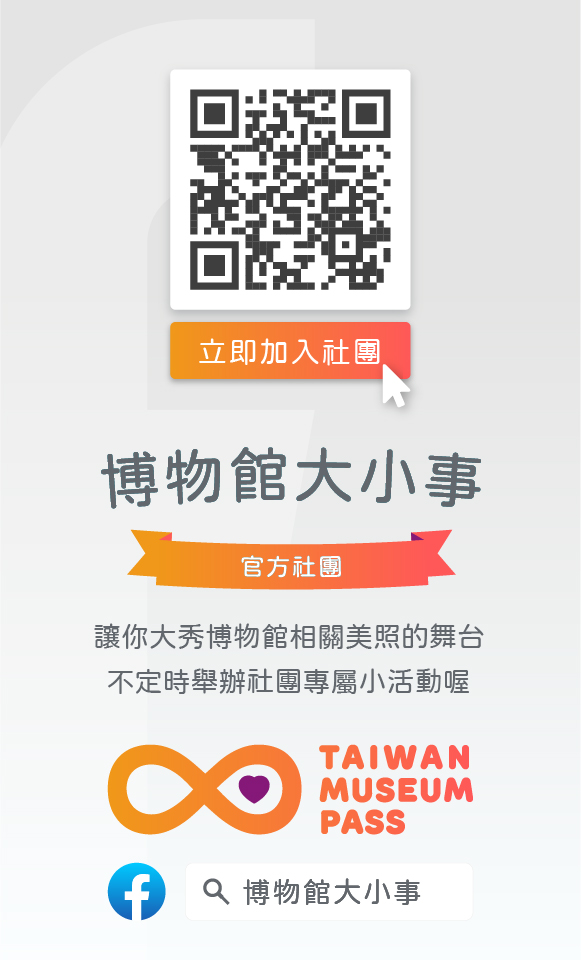 立即加入社團
博物館大小事
官方社團
讓你大秀博物館相關美照的舞台
不定時舉辦社團專屬小活動喔
TAIWAN
MUSEUM
PASS
博物館大小事